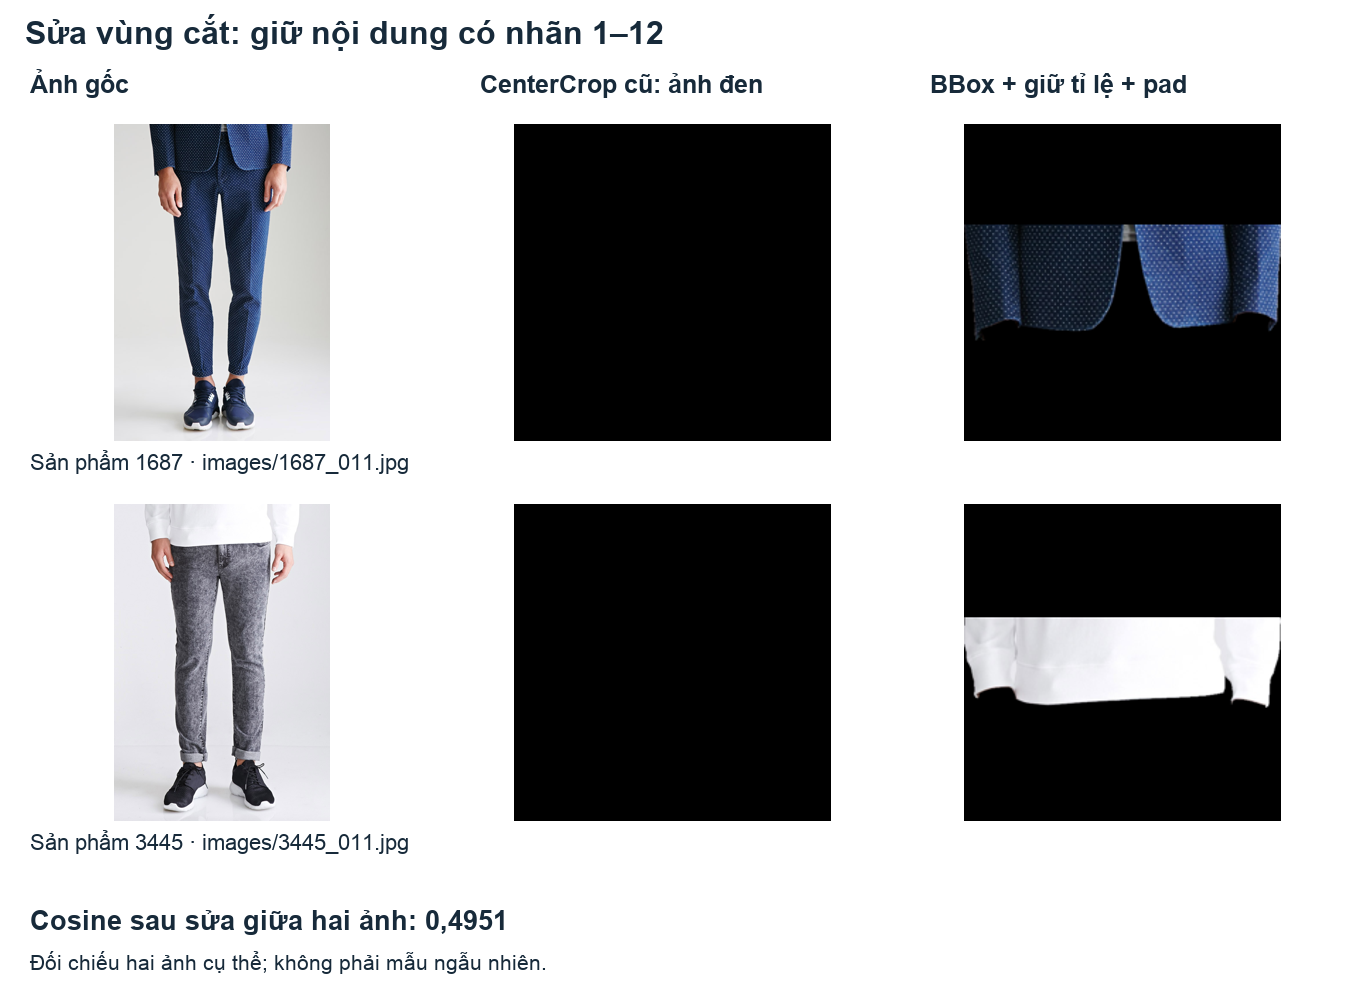 Sửa vùng cắt: giữ nội dung có nhãn 1–12
Ảnh gốc
CenterCrop cũ: ảnh đen
BBox + giữ tỉ lệ + pad
Sản phẩm 1687 · images/1687_011.jpg
Sản phẩm 3445 · images/3445_011.jpg
Cosine sau sửa giữa hai ảnh: 0,4951
Đối chiếu hai ảnh cụ thể; không phải mẫu ngẫu nhiên.